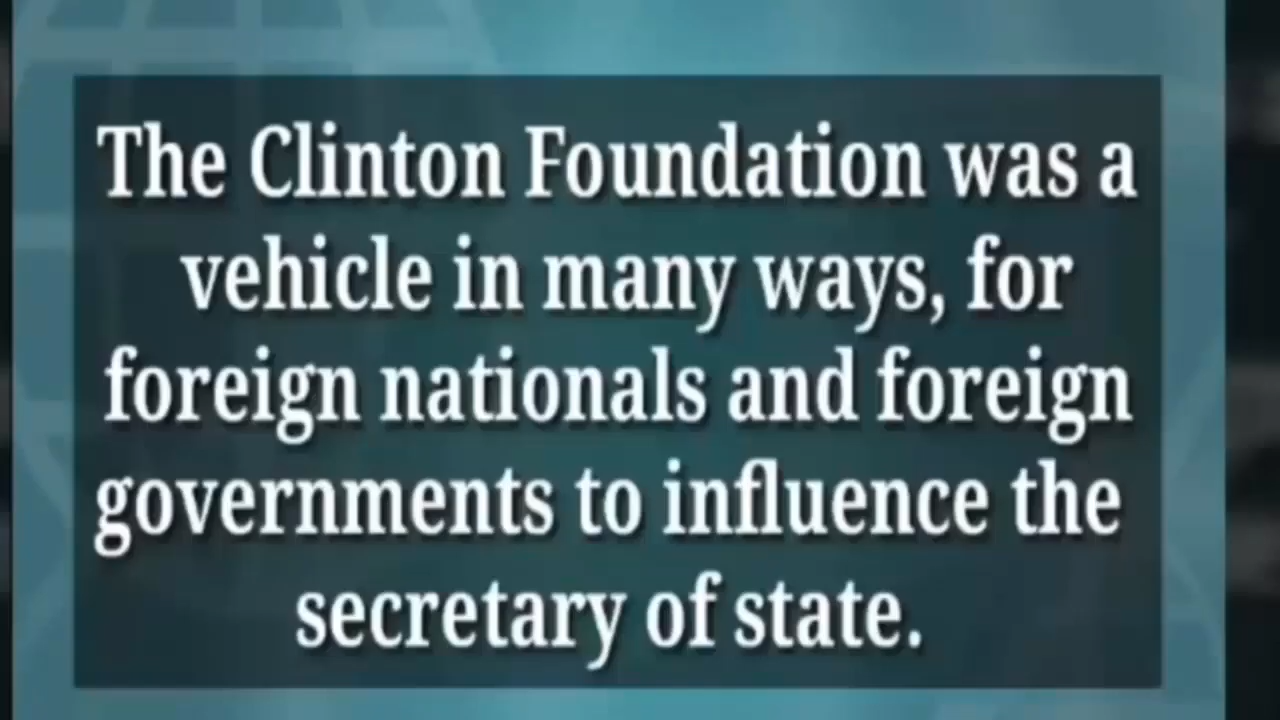 The Clinton Foundation was a
vehicle in many ways, for
foreign nationals and foreign
governments to influence the
secretary of state.